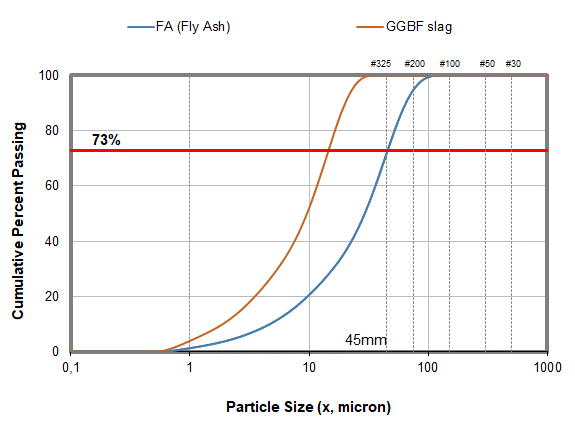 FA (Fly Ash) GGBF slag
#325 #200 #100 #50 #30
100
73%
80
60
40
20
0
45mm
0,1 1 10 100 1000
Cumulative Percent Passing
Particle Size (x, micron)